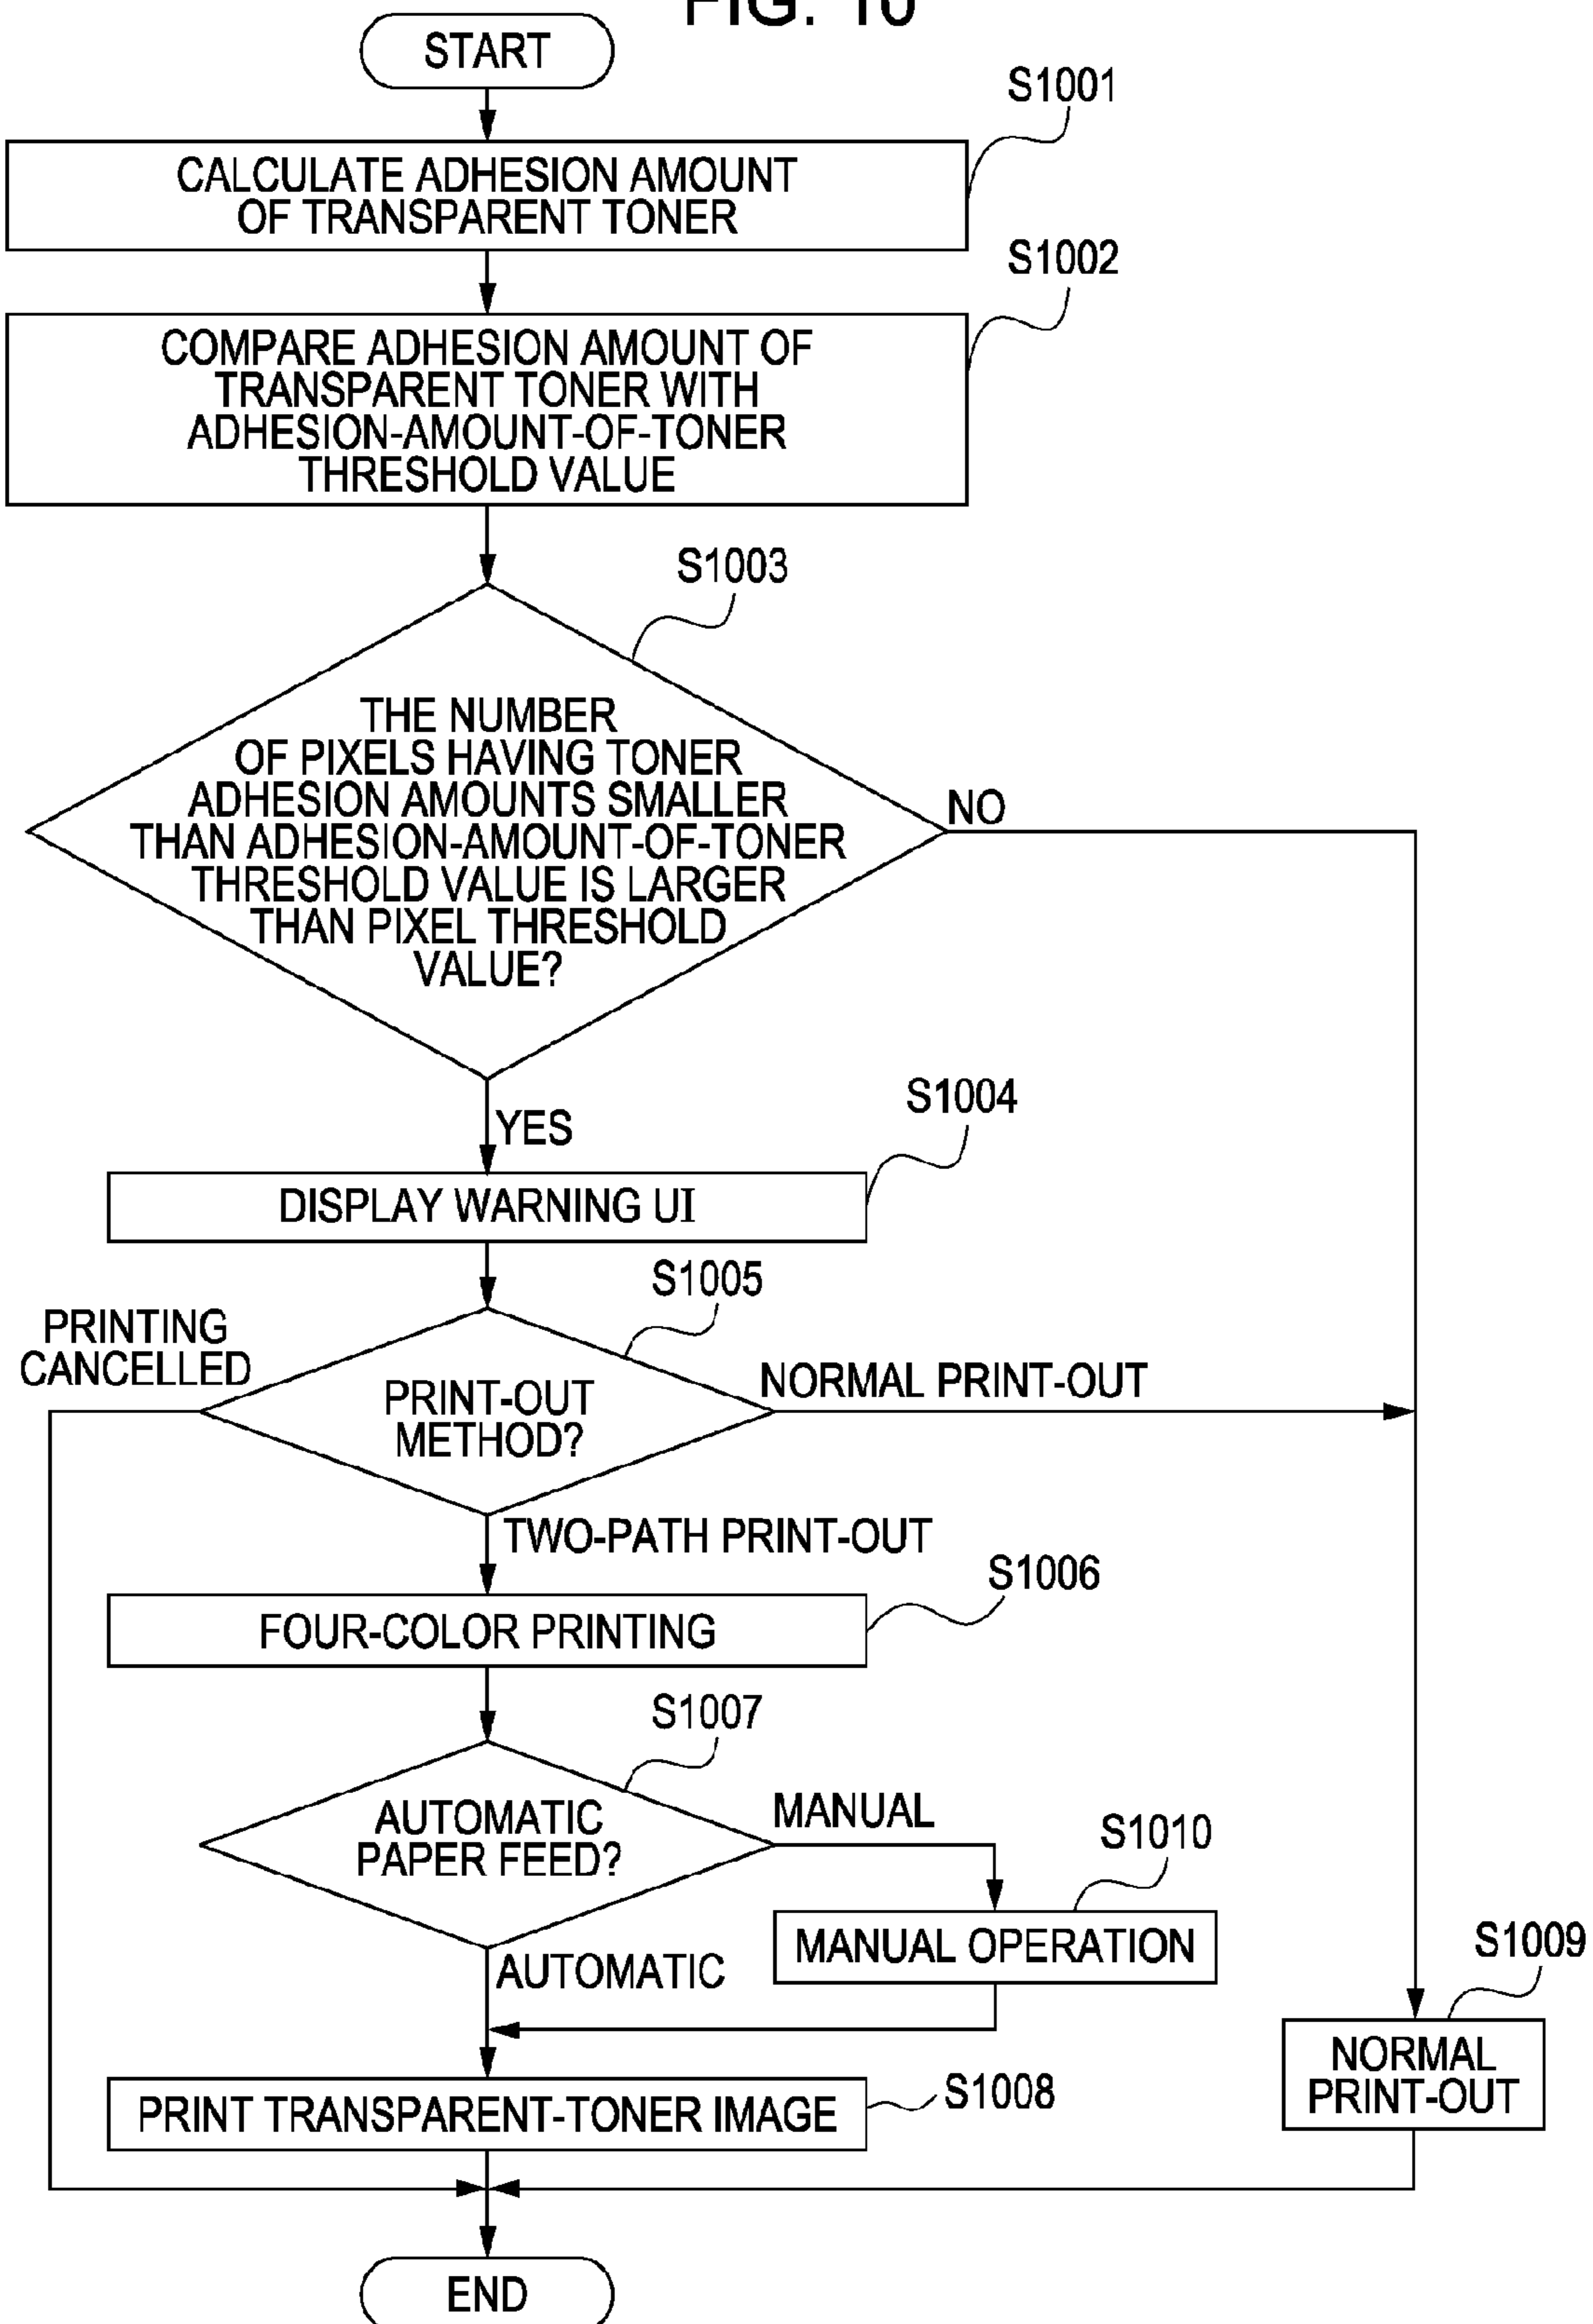 FIG. 10
START
S1001
CALCULATE ADHESION AMOUNT
OF TRANSPARENT TONER
S1002
COMPARE ADHESION AMOUNT OF
TRANSPARENT TONER WITH
ADHESION-AMOUNT-OF-TONER
THRESHOLD VALUE
S1003
THE NUMBER
OF PIXELS HAVING TONER
ADHESION AMOUNTS SMALLER
THAN ADHESION-AMOUNT-OF-TONER
THRESHOLD VALUE IS LARGER
THAN PIXEL THRESHOLD
VALUE?
NO
YES
S1004
DISPLAY WARNING UI
S1005
PRINTING
CANCELLED
PRINT-OUT
METHOD?
NORMAL PRINT-OUT
TWO-PATH PRINT-OUT
S1006
FOUR-COLOR PRINTING
S1007
AUTOMATIC
PAPER FEED?
MANUAL
S1010
MANUAL OPERATION
AUTOMATIC
S1009
NORMAL
PRINT-OUT
S1008
PRINT TRANSPARENT-TONER IMAGE
END